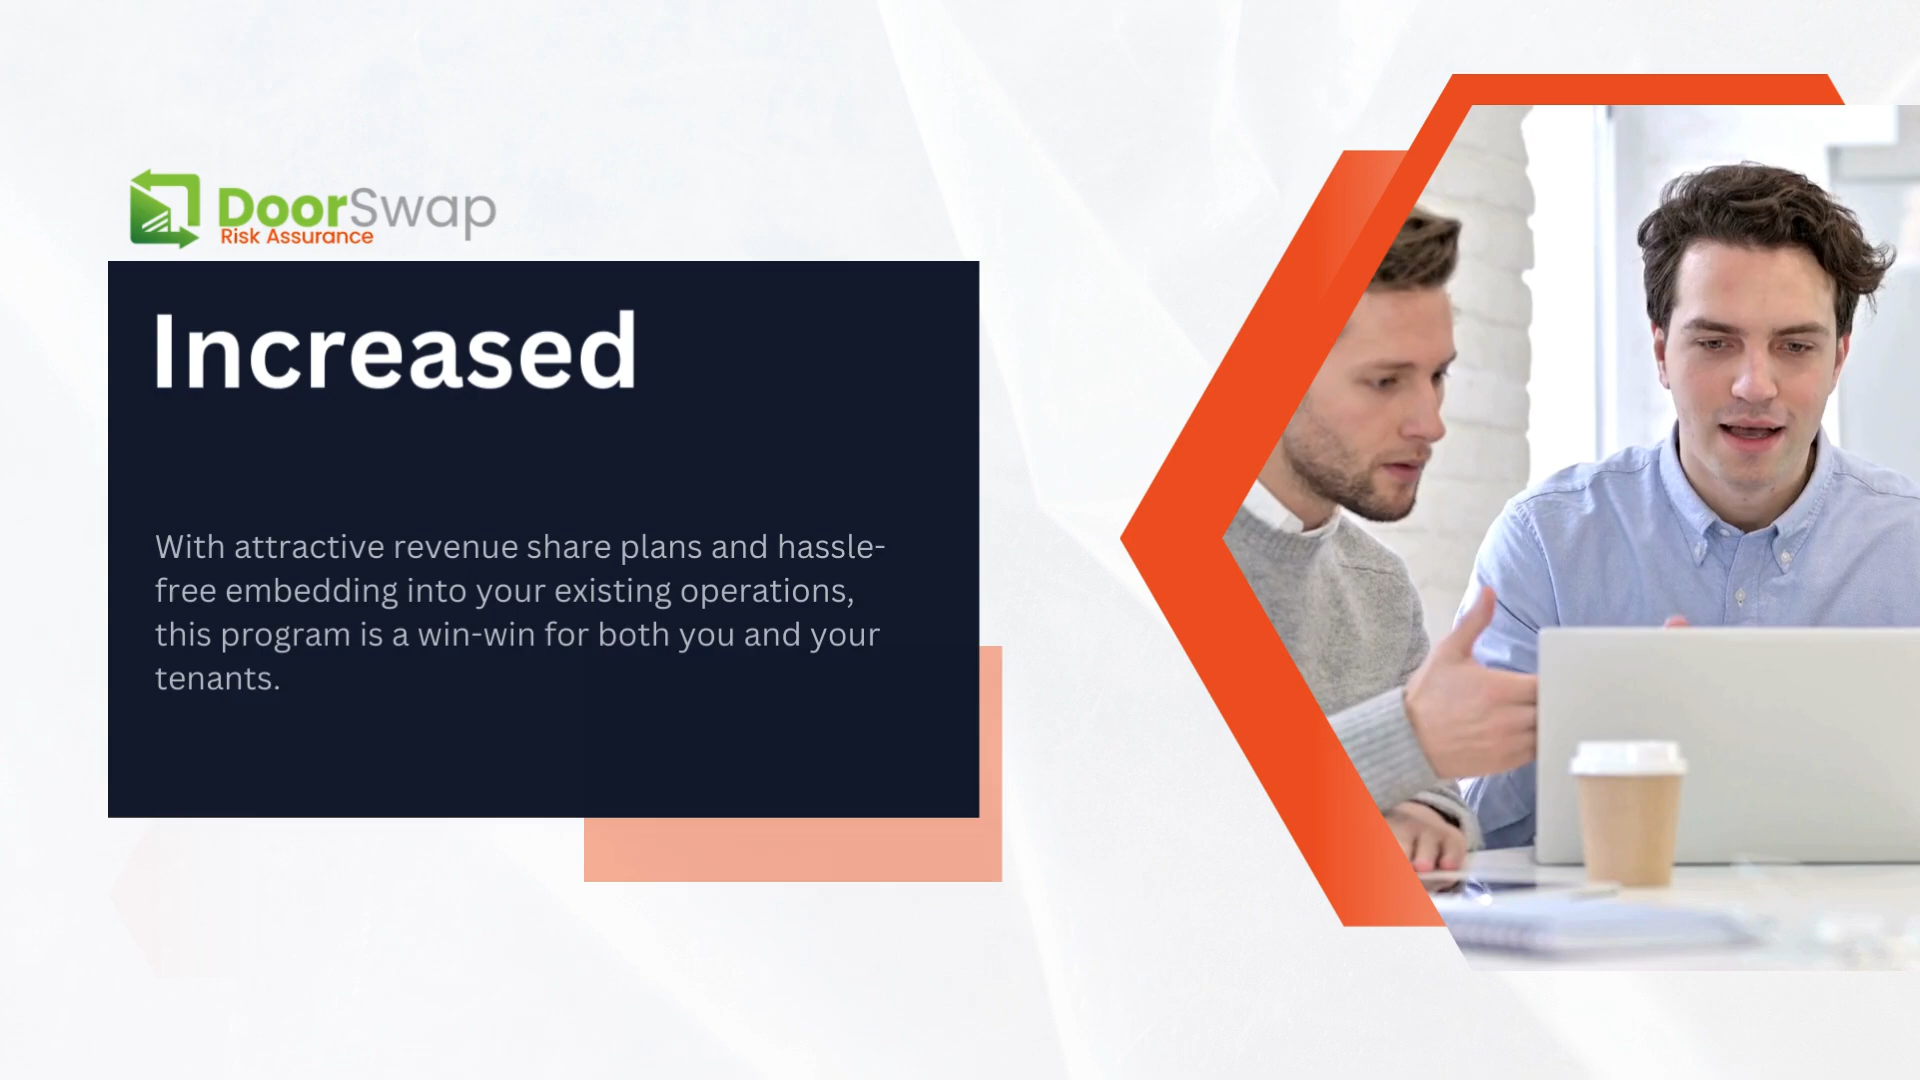 DoorSwap
Risk Assurance
Increased
With attractive revenue share plans and hassle-
free embedding into your existing operations,
this program is a win-win for both you and your
tenants.